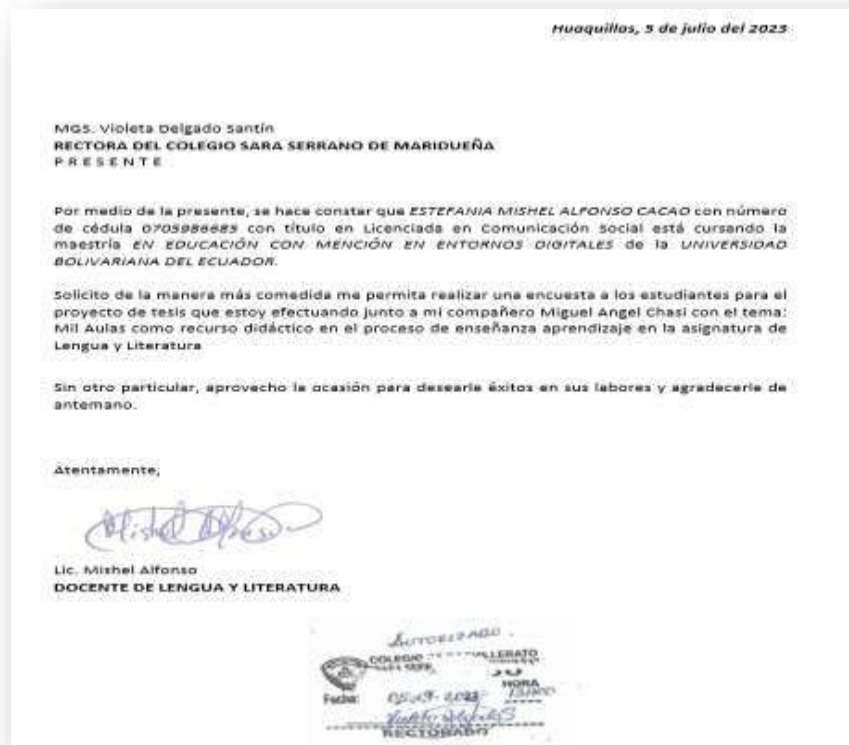 Huaquillas, 5 de julio del 2023
MGS. Violeta Delgado Santín
RECTORA DEL COLEGIO SARA SERRANO DE MARIDUEÑA
P R E S E N T E
Por medio de la presente, se hace constar que ESTEFANIA MISHEL ALFONSO CACAO con número
de cédula 0705986685 con título en Licenciada en Comunicación Social está cursando la
maestría EN EDUCACIÓN CON MENCIÓN EN ENTORNOS DIGITALES de la UNIVERSIDAD
BOLIVARIANA DEL ECUADOR.
Solicito de la manera más comedida me permita realizar una encuesta a los estudiantes para el
proyecto de tesis que estoy efectuando junto a mi compañero Miguel Angel Chasi con el tema:
Mil Aulas como recurso didáctico en el proceso de enseñanza aprendizaje en la asignatura de
Lengua y Literatura
Sin otro particular, aprovecho la ocasión para desearle éxitos en sus labores y agradecerle de
antemano.
Atentamente,
Mishel Alfonso
Lic. Mishel Alfonso
DOCENTE DE LENGUA Y LITERATURA
AUTORIZADO.
COLEGIO
HORA
Fecha: 2023
RECTORADO